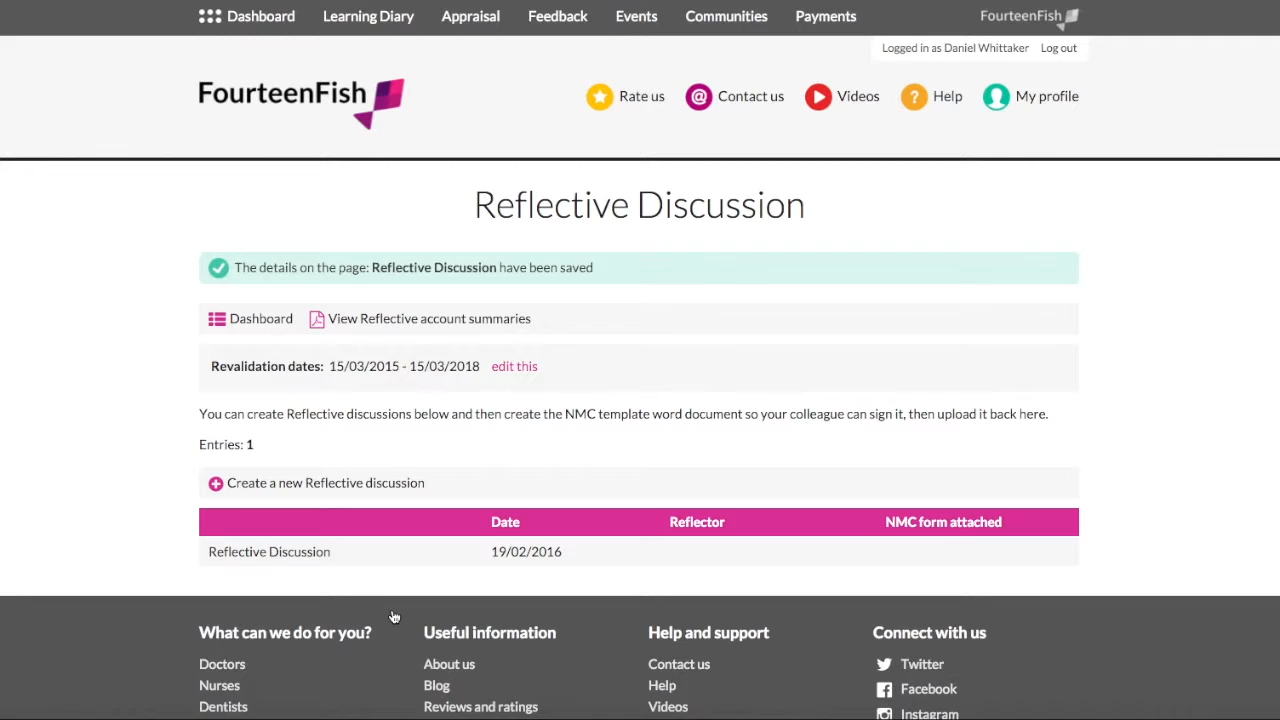 Dashboard Learning Diary Appraisal Feedback Events Communities Payments FourteenFish
Logged in as Daniel Whittaker Log out
FourteenFish Rate us @ Contact us Videos ? Help My profile
Reflective Discussion
The details on the page: Reflective Discussion have been saved
Dashboard View Reflective account summaries
Revalidation dates: 15/03/2015 - 15/03/2018 edit this
You can create Reflective discussions below and then create the NMC template word document so your colleague can sign it, then upload it back here.
Entries: 1
Create a new Reflective discussion
Date Reflector NMC form attached
Reflective Discussion 19/02/2016
What can we do for you? Useful information Help and support Connect with us
Doctors About us Contact us Twitter
Nurses Blog Help Facebook
Dentists Reviews and ratings Videos Instagram